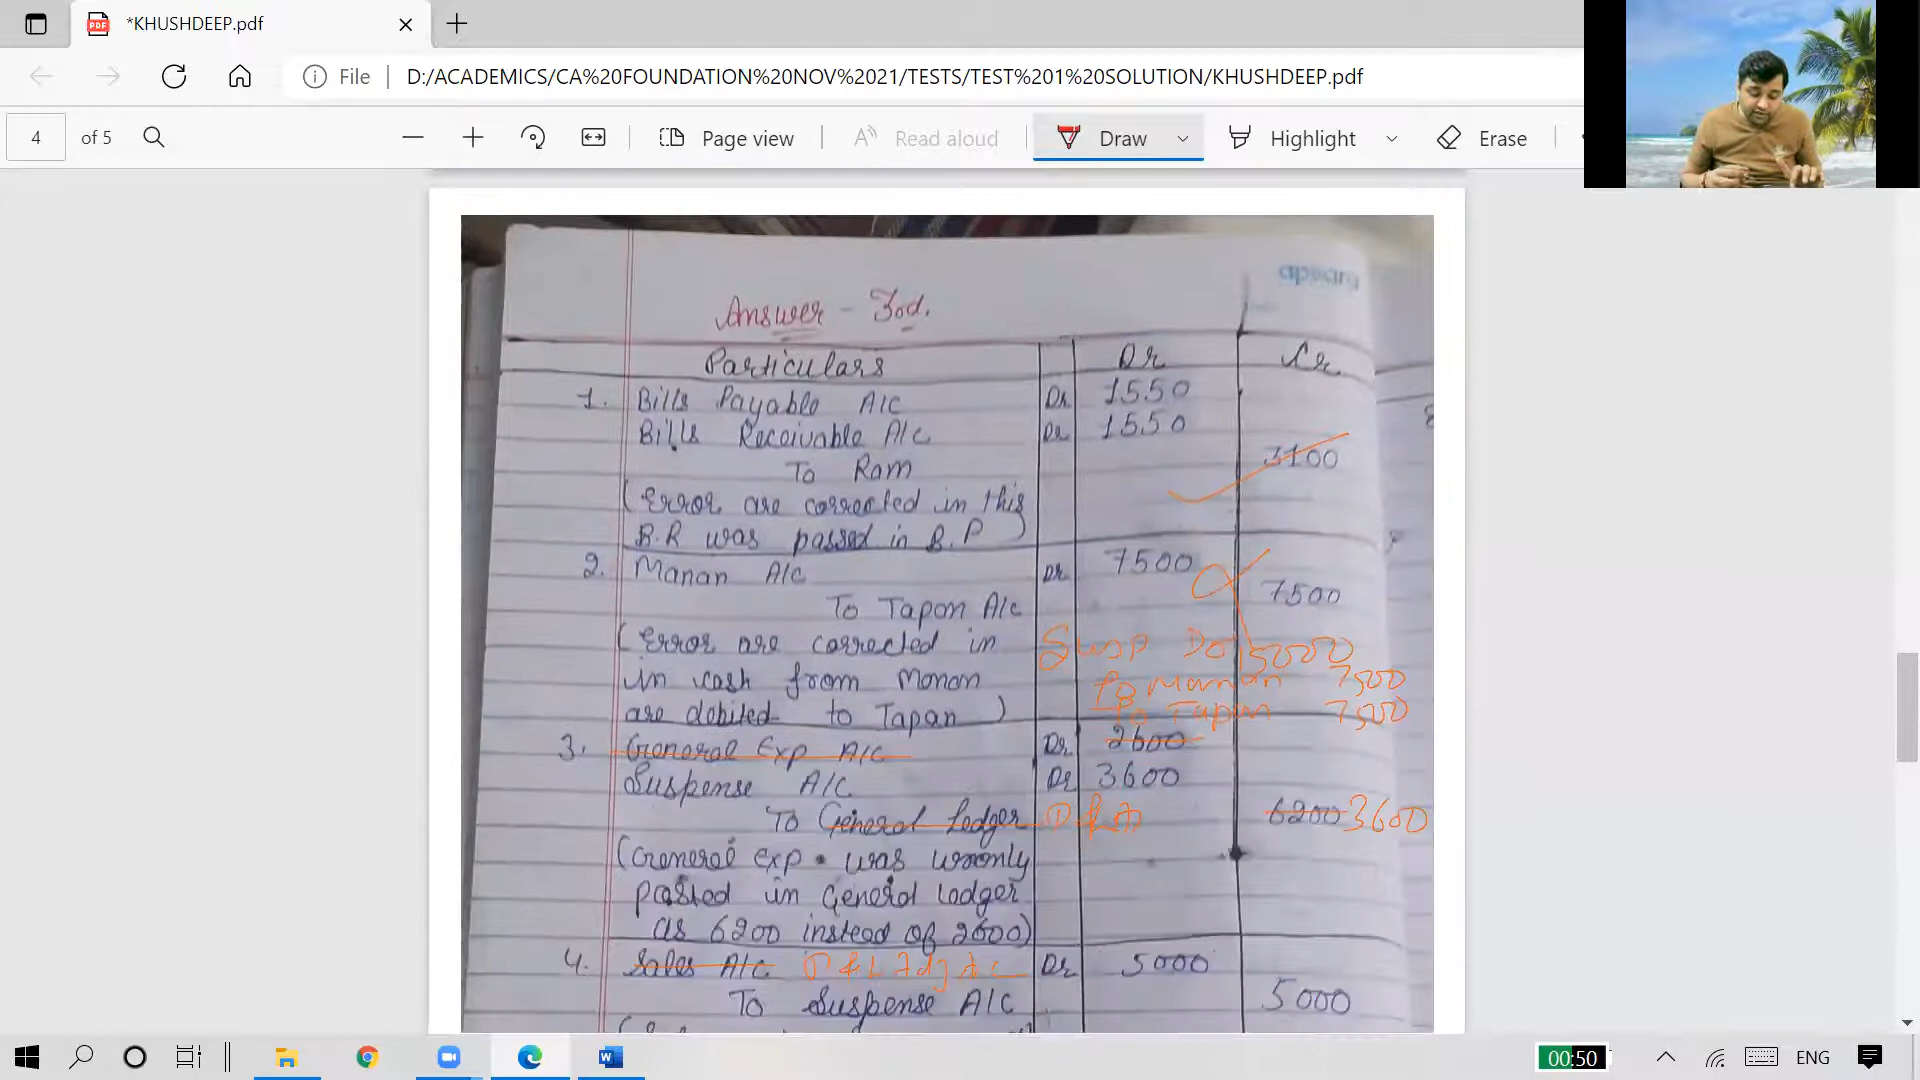 *KHUSHDEEP.pdf
File D:/ACADEMICS/CA%20FOUNDATION%20NOV%2021/TESTS/TEST%201%20SOLUTION/KHUSHDEEP.pdf
4 of 5 Page view Read aloud Draw Highlight Erase
apsara
Answer - 3rd.
Particulars Dr Cr
1. Bills Payable A/C Dr 1550
Bills Receivable A/C Dr 1550
To Ram 3100
(Error are corrected in this
B.R was passed in B.P)
2. Manan A/C Dr 7500
To Tapan A/C 7500
(Error are corrected in Susp Dr 15000
in cash from Manan To Manan 7500
are debited to Tapan) To Tapan 7500
3. General Exp A/C Dr 2600
Suspense A/C Dr 3600
To General Ledger P&LA 6200 3600
(General Exp. was wrongly
posted in General Ledger
as 6200 instead of 2600)
4. Sales A/C P&L Adj Ac Dr 5000
To Suspense A/C 5000
00:50 ENG